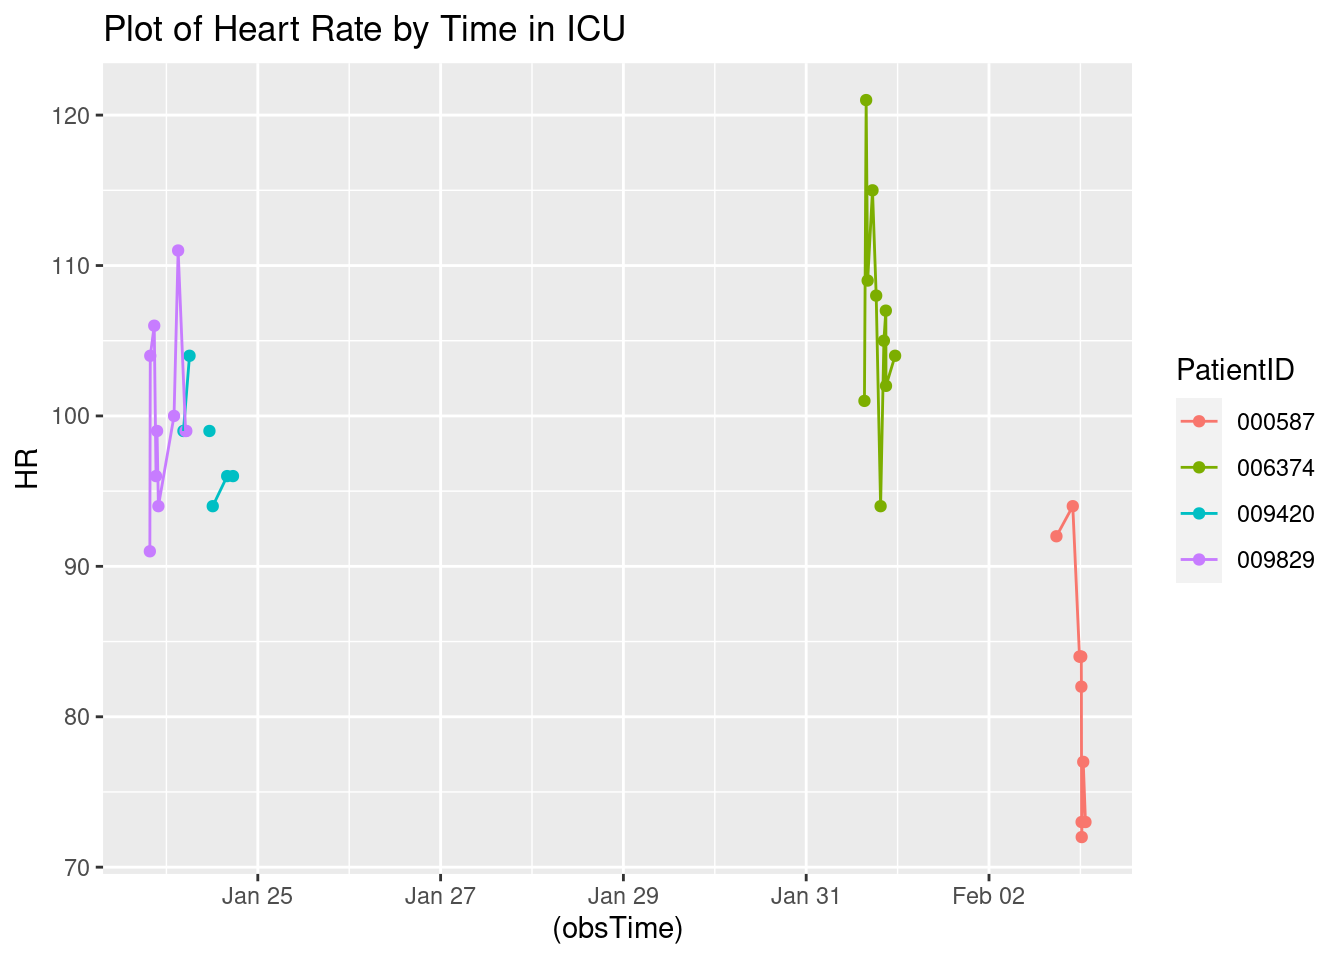 Plot of Heart Rate by Time in ICU
HR
120
110
100
90
80
70
Jan 25 Jan 27 Jan 29 Jan 31 Feb 02
(obsTime)
PatientID
000587
006374
009420
009829